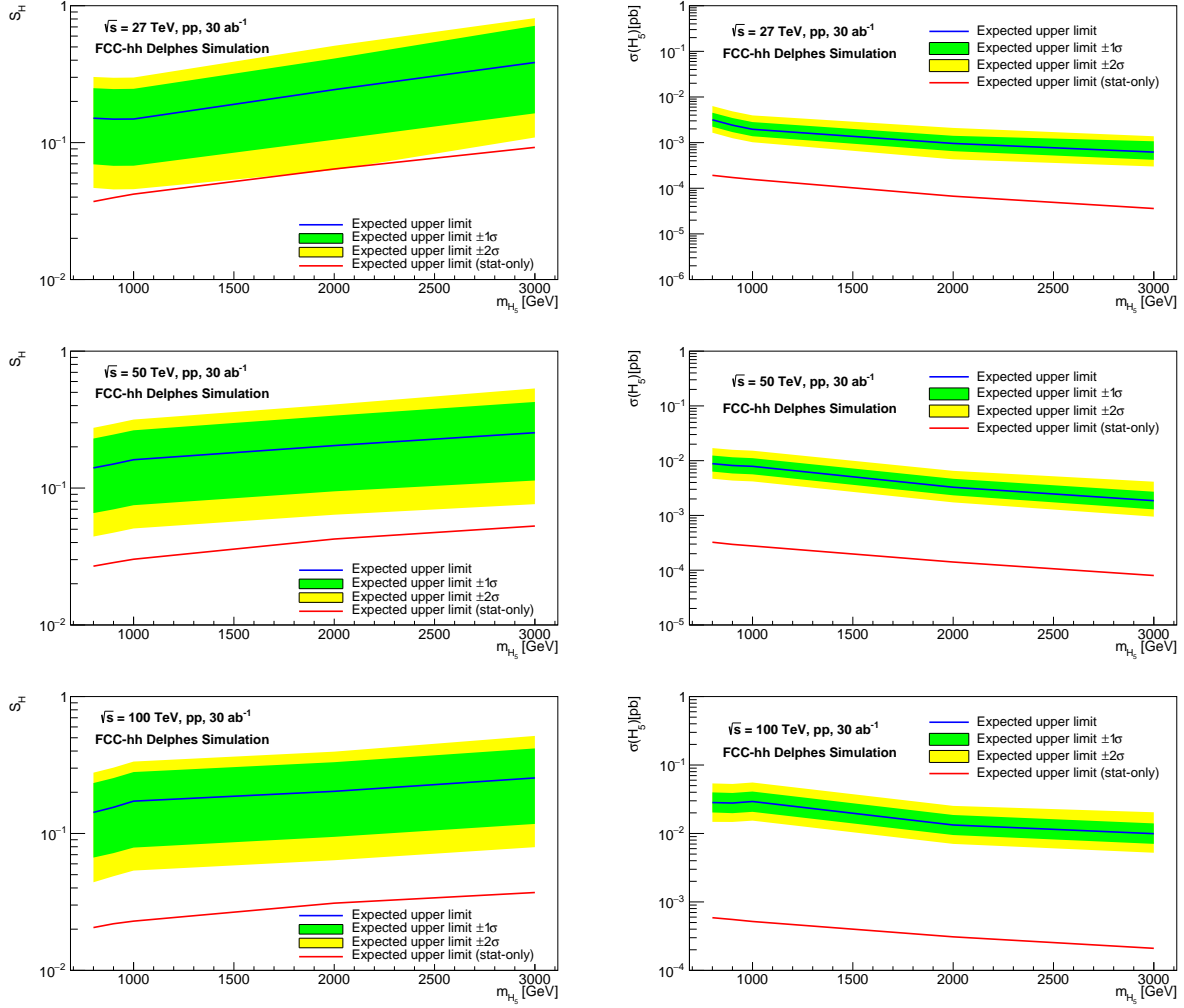 S_H
√s = 27 TeV, pp, 30 ab⁻¹
FCC-hh Delphes Simulation
1
10⁻¹
10⁻²
Expected upper limit
Expected upper limit ±1σ
Expected upper limit ±2σ
Expected upper limit (stat-only)
1000 1500 2000 2500 3000
m_H₅ [GeV]
σ(H₅)[pb]
√s = 27 TeV, pp, 30 ab⁻¹
FCC-hh Delphes Simulation
Expected upper limit
Expected upper limit ±1σ
Expected upper limit ±2σ
Expected upper limit (stat-only)
1
10⁻¹
10⁻²
10⁻³
10⁻⁴
10⁻⁵
10⁻⁶
1000 1500 2000 2500 3000
m_H₅ [GeV]
S_H
√s = 50 TeV, pp, 30 ab⁻¹
FCC-hh Delphes Simulation
1
10⁻¹
10⁻²
Expected upper limit
Expected upper limit ±1σ
Expected upper limit ±2σ
Expected upper limit (stat-only)
1000 1500 2000 2500 3000
m_H₅ [GeV]
σ(H₅)[pb]
√s = 50 TeV, pp, 30 ab⁻¹
FCC-hh Delphes Simulation
Expected upper limit
Expected upper limit ±1σ
Expected upper limit ±2σ
Expected upper limit (stat-only)
1
10⁻¹
10⁻²
10⁻³
10⁻⁴
10⁻⁵
1000 1500 2000 2500 3000
m_H₅ [GeV]
S_H
√s = 100 TeV, pp, 30 ab⁻¹
FCC-hh Delphes Simulation
1
10⁻¹
10⁻²
Expected upper limit
Expected upper limit ±1σ
Expected upper limit ±2σ
Expected upper limit (stat-only)
1000 1500 2000 2500 3000
m_H₅ [GeV]
σ(H₅)[pb]
√s = 100 TeV, pp, 30 ab⁻¹
FCC-hh Delphes Simulation
Expected upper limit
Expected upper limit ±1σ
Expected upper limit ±2σ
Expected upper limit (stat-only)
1
10⁻¹
10⁻²
10⁻³
10⁻⁴
1000 1500 2000 2500 3000
m_H₅ [GeV]